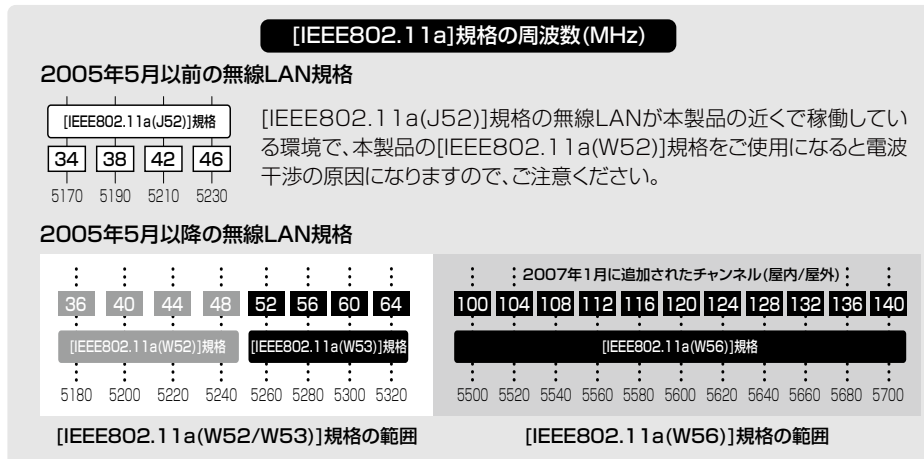 [IEEE802.11a]規格の周波数(MHz)
2005年5月以前の無線LAN規格
[IEEE802.11a(J52)]規格
34 38 42 46
5170 5190 5210 5230
[IEEE802.11a(J52)]規格の無線LANが本製品の近くで稼働してい
る環境で、本製品の[IEEE802.11a(W52)]規格をご使用になると電波
干渉の原因になりますので、ご注意ください。
2005年5月以降の無線LAN規格
36 40 44 48 52 56 60 64
[IEEE802.11a(W52)]規格 [IEEE802.11a(W53)]規格
5180 5200 5220 5240 5260 5280 5300 5320
[IEEE802.11a(W52/W53)]規格の範囲
2007年1月に追加されたチャンネル(屋内/屋外)
100 104 108 112 116 120 124 128 132 136 140
[IEEE802.11a(W56)]規格
5500 5520 5540 5560 5580 5600 5620 5640 5660 5680 5700
[IEEE802.11a(W56)]規格の範囲